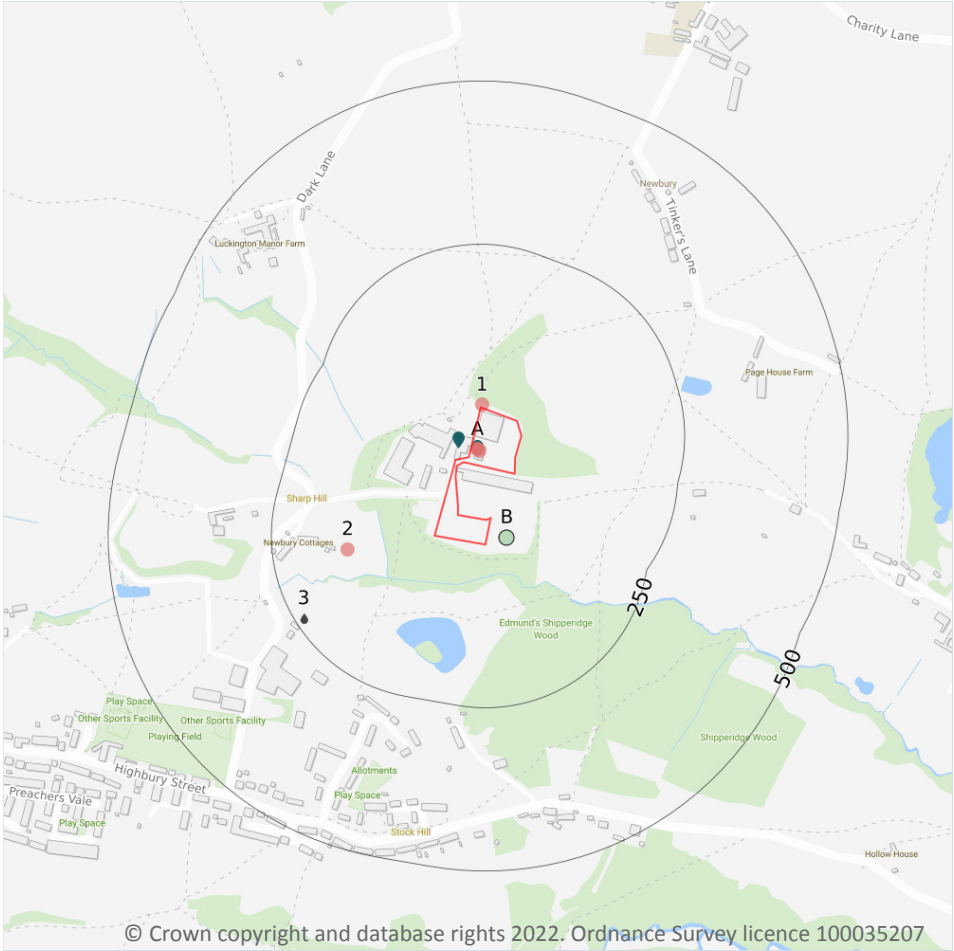 Charity Lane
Dark Lane
Newbury
Tinker's Lane
Luckington Manor Farm
Page House Farm
1
A
Sharp Hill
B
2
Newbury Cottages
3
250
Edmund's Shipperidge
Wood
500
Play Space
Other Sports Facility
Other Sports Facility
Playing Field
Shipperidge Wood
Highbury Street
Allotments
Preachers Vale
Play Space
Play Space
Stock Hill
Hollow House
© Crown copyright and database rights 2022. Ordnance Survey licence 100035207